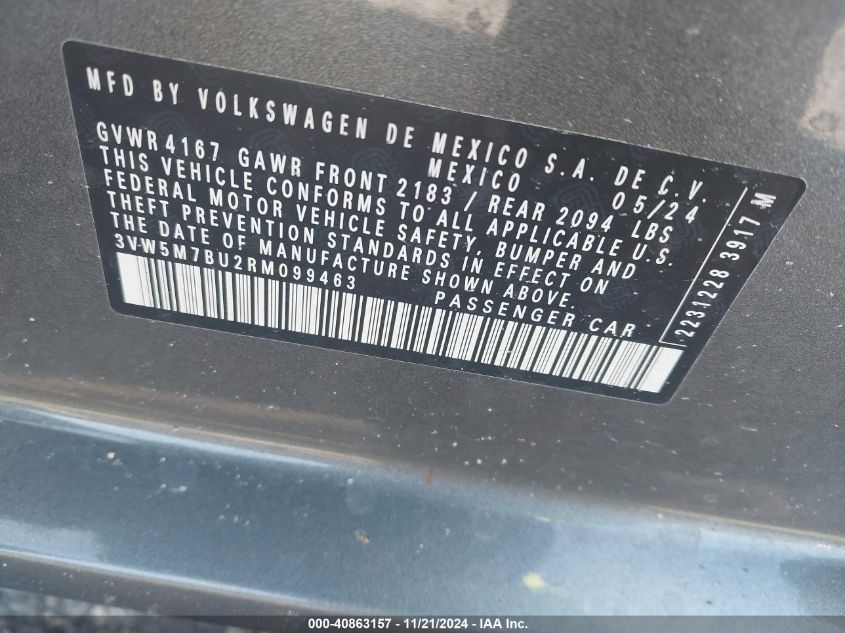 MFD BY VOLKSWAGEN DE MEXICO S.A. DE C.V.
MEXICO 05/24
GVWR 4167 GAWR FRONT 2183 / REAR 2094 LBS
THIS VEHICLE CONFORMS TO ALL APPLICABLE U.S.
FEDERAL MOTOR VEHICLE SAFETY, BUMPER AND
THEFT PREVENTION STANDARDS IN EFFECT ON
THE DATE OF MANUFACTURE SHOWN ABOVE.
3VW5M7BU2RM099463 PASSENGER CAR
2231228 3917 M
000-40863157 - 11/21/2024 - IAA Inc.